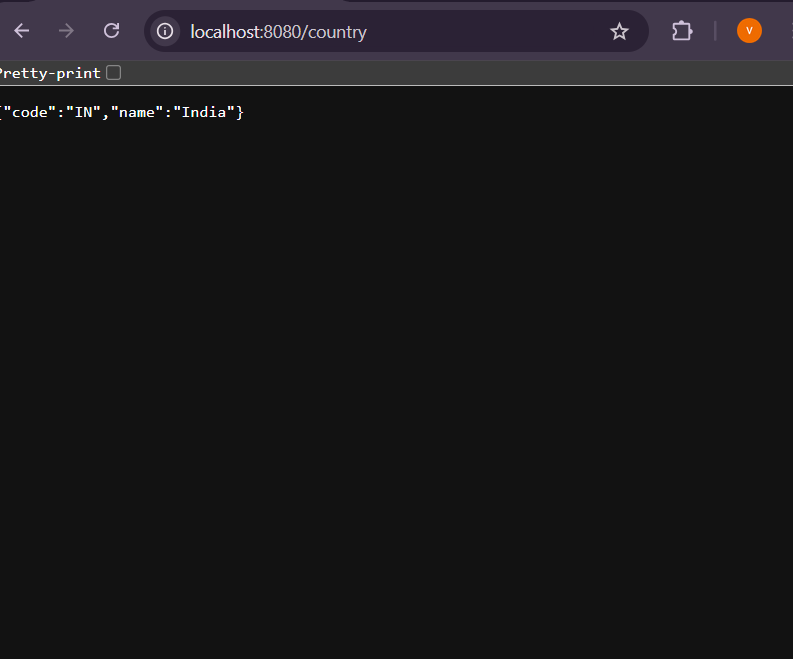 localhost:8080/country
V
Pretty-print
{"code":"IN","name":"India"}